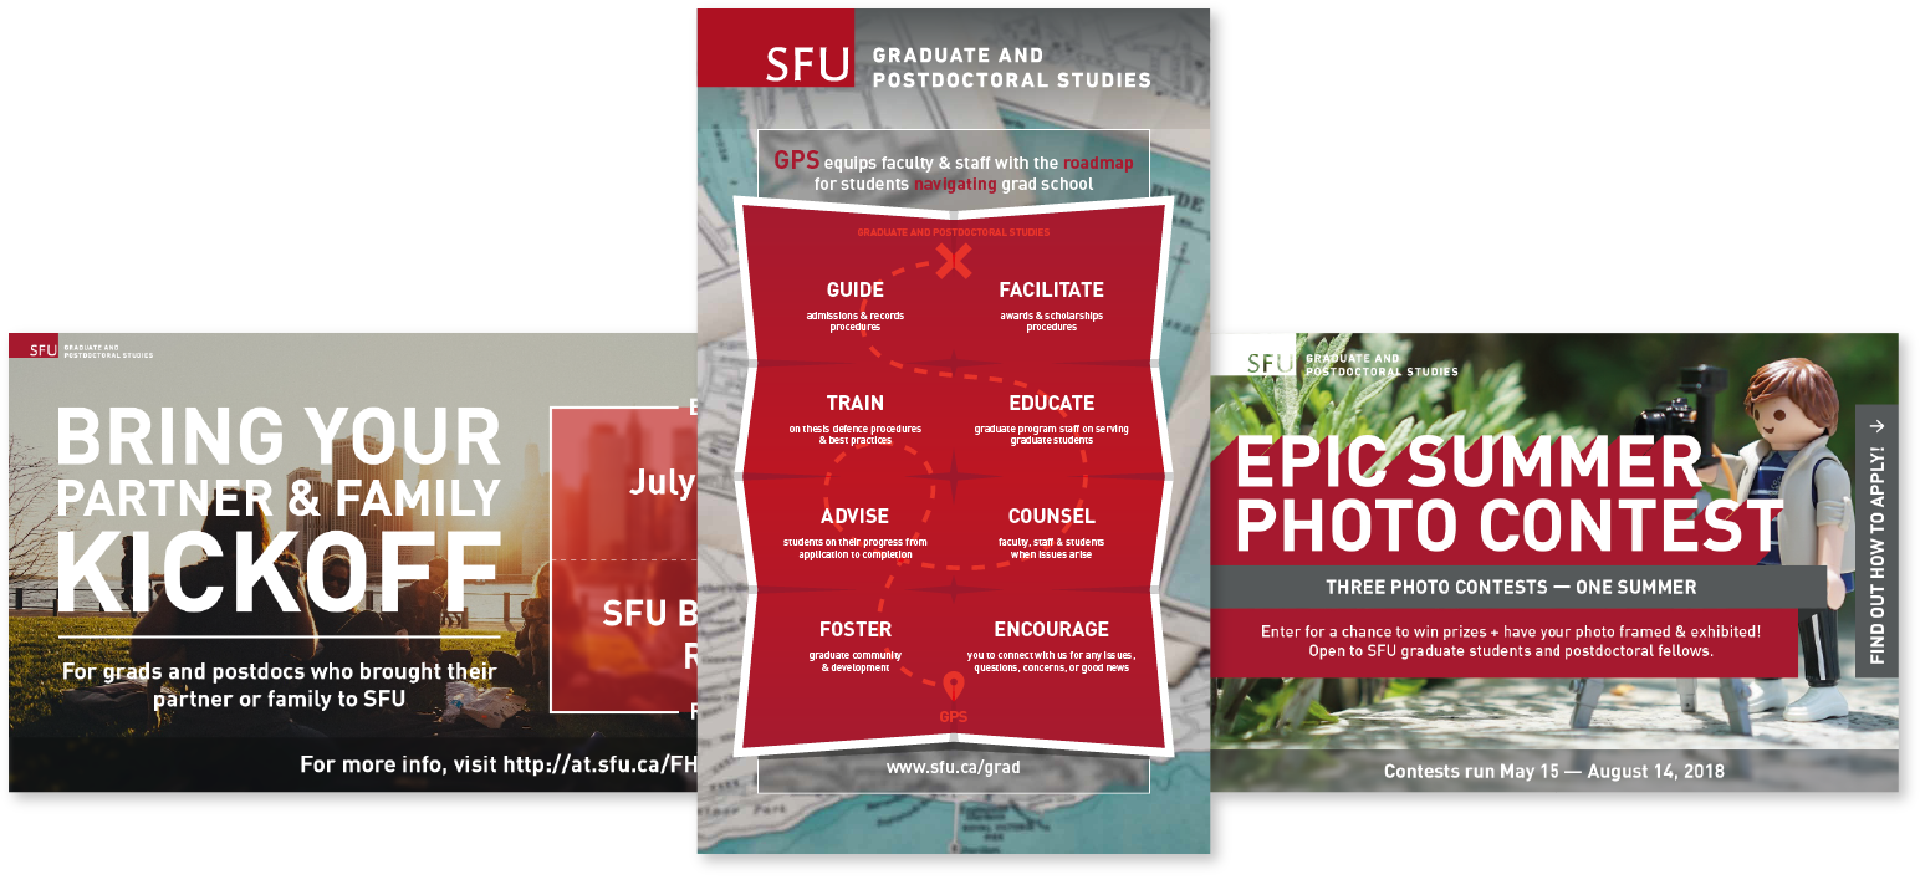 SFU GRADUATE AND
POSTDOCTORAL STUDIES
BRING YOUR
PARTNER & FAMILY
KICKOFF
For grads and postdocs who brought their
partner or family to SFU
July
SFU B
R
For more info, visit http://at.sfu.ca/FH
SFU GRADUATE AND
POSTDOCTORAL STUDIES
GPS equips faculty & staff with the roadmap
for students navigating grad school
GRADUATE AND POSTDOCTORAL STUDIES
GUIDE
admissions & records
procedures
FACILITATE
awards & scholarships
procedures
TRAIN
on thesis defence procedures
& best practices
EDUCATE
graduate program staff on serving
graduate students
ADVISE
students on their progress from
application to completion
COUNSEL
faculty, staff & students
when issues arise
FOSTER
graduate community
& development
ENCOURAGE
you to connect with us for any issues,
questions, concerns, or good news
GPS
www.sfu.ca/grad
SFU GRADUATE AND
POSTDOCTORAL STUDIES
EPIC SUMMER
PHOTO CONTEST
THREE PHOTO CONTESTS — ONE SUMMER
Enter for a chance to win prizes + have your photo framed & exhibited!
Open to SFU graduate students and postdoctoral fellows.
FIND OUT HOW TO APPLY!
Contests run May 15 — August 14, 2018